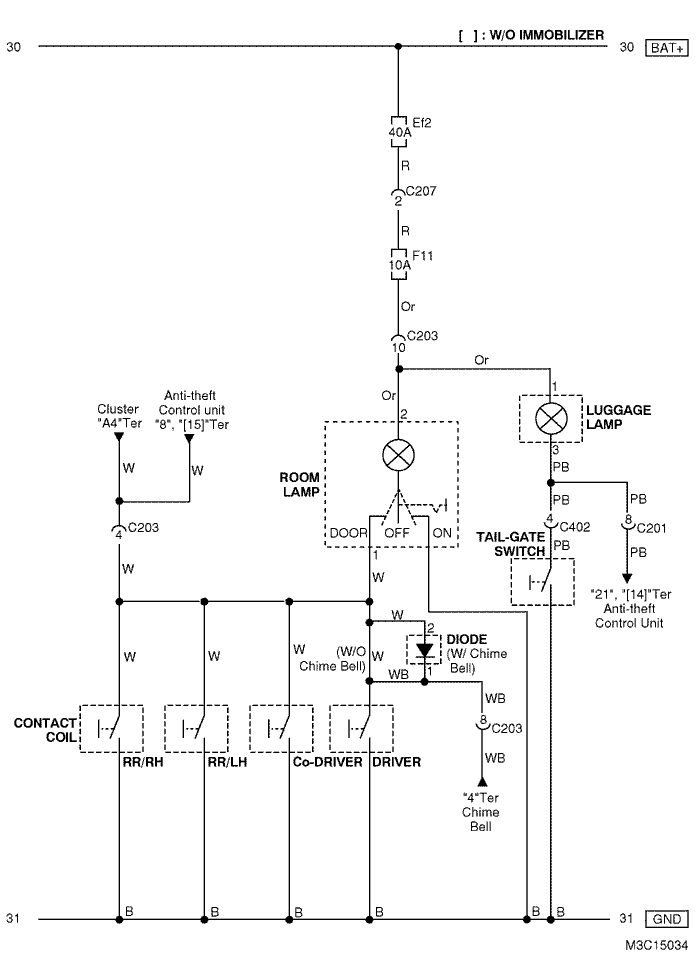 [ ] : W/O IMMOBILIZER
30
30 BAT+
Ef2
40A
R
C207
2
R
F11
10A
Or
C203
10
Or
Or
1
LUGGAGE
LAMP
3
2
ROOM
LAMP
DOOR OFF ON
1
W
Cluster
"A4"Ter
Anti-theft
Control unit
"8", "[15]"Ter
W
W
C203
4
W
PB
PB
PB
4
C402
8
C201
PB
PB
TAIL-GATE
SWITCH
"21", "[14]"Ter
Anti-theft
Control Unit
W
2
DIODE
(W/ Chime
Bell)
1
(W/O
Chime Bell)
W
W
W
W
WB
WB
8
C203
WB
"4"Ter
Chime
Bell
CONTACT
COIL
RR/RH
RR/LH
Co-DRIVER
DRIVER
B
B
B
B
B
B
31
31 GND
M3C15034